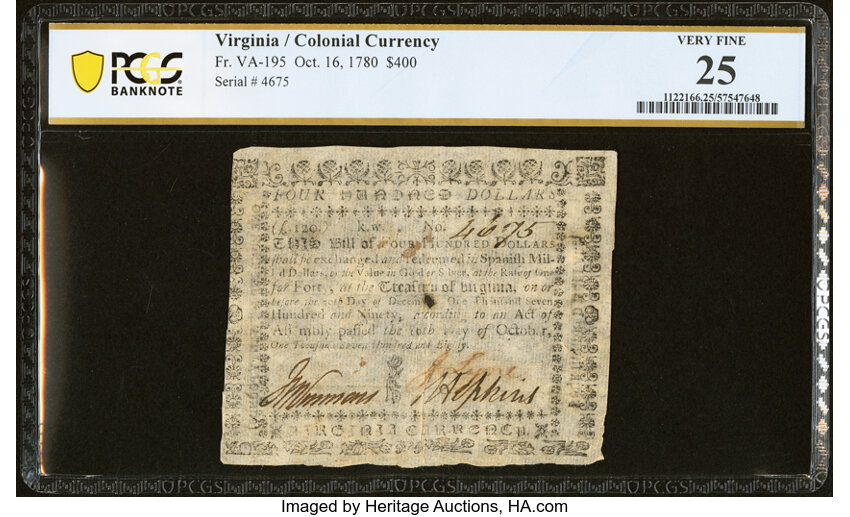 Virginia / Colonial Currency
Fr. VA-195 Oct. 16, 1780 $400
Serial # 4675
PCGS
BANKNOTE
VERY FINE
25
1122166.25/57547648
FOUR HUNDRED DOLLARS
(£.120. R.W. No. 4675
THIS Bill of FOUR HUNDRED DOLLARS
shall be exchanged and redeemed in Spanish Mil-
l'd Dollars, or the Value in Gold or Silver, at the Rate of One
for Forty, at the Treasury of Virginia, on or
before the 30th Day of December, One Thousand Seven
Hundred and Ninety, according to an Act of
Assembly passed the 16th Day of October,
One Thousand Seven Hundred and Eighty.
Hopkins
VIRGINIA CURRENCY.
Imaged by Heritage Auctions, HA.com